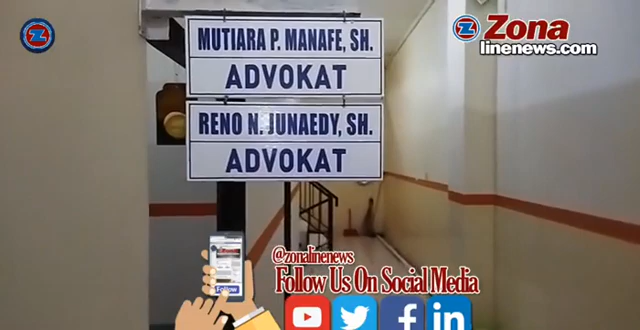 Zona
linenews.com
MUTIARA P. MANAFE, SH.
ADVOKAT
RENO N. JUNAEDY, SH.
ADVOKAT
@zonalinenews
Follow Us On Social Media
Follow